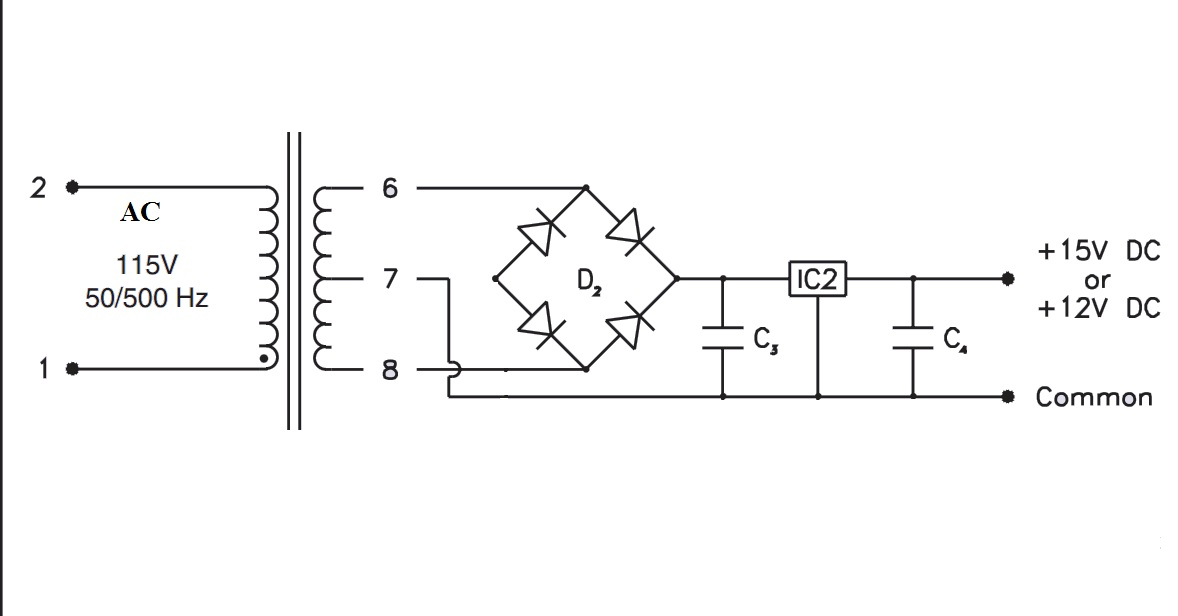 2
AC
115V
50/500 Hz
1
6
7
8
D2
C3
IC2
C4
+15V DC
or
+12V DC
Common